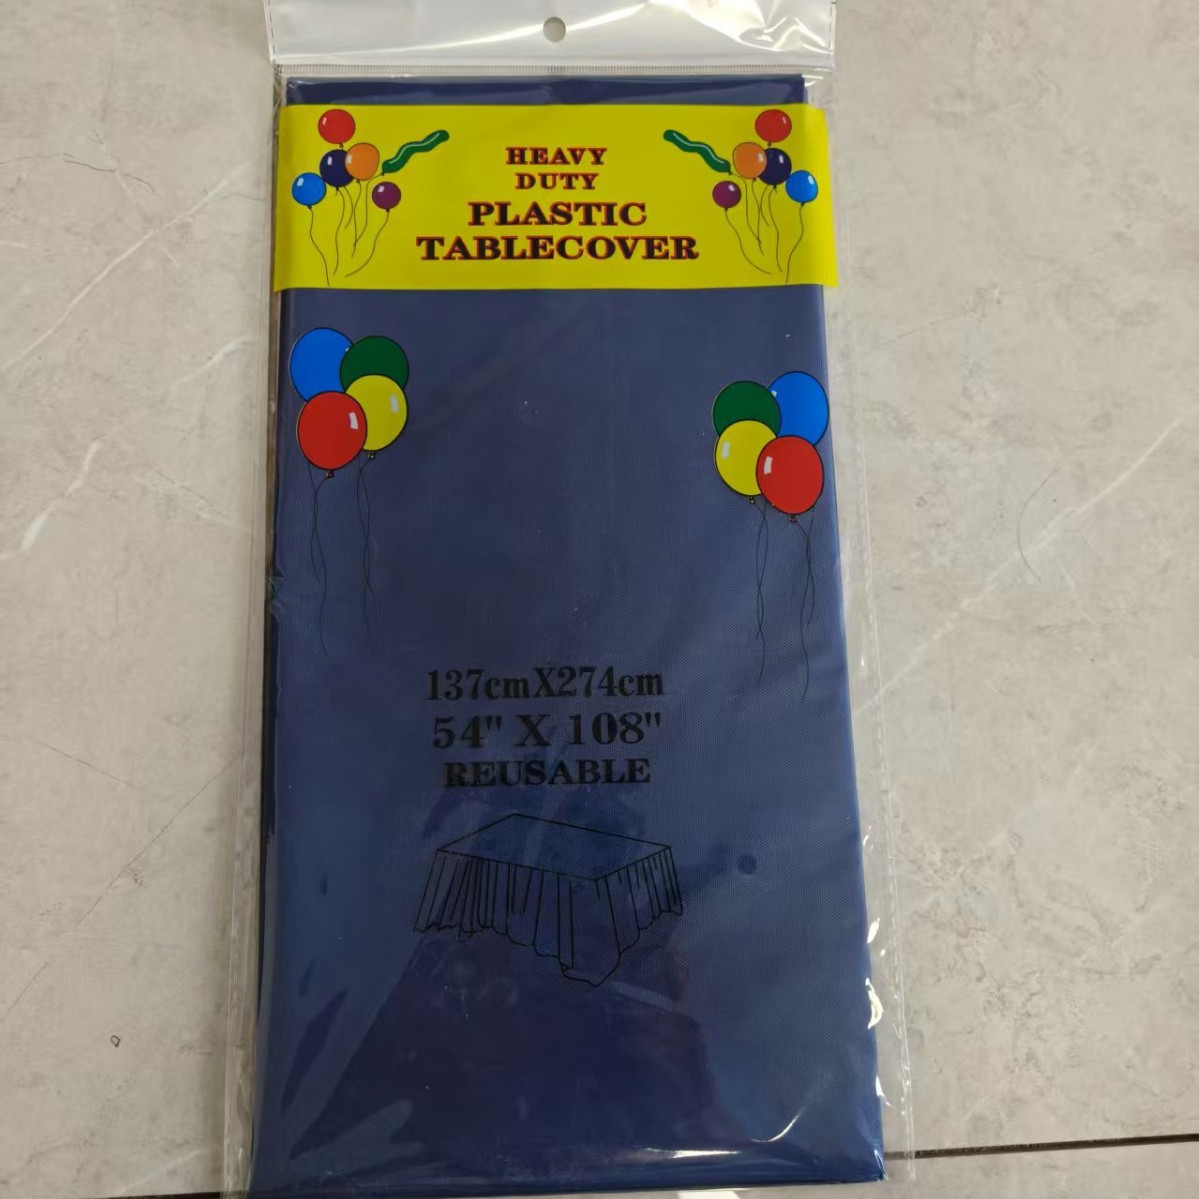 HEAVY
DUTY
PLASTIC
TABLECOVER
137cmX274cm
54" X 108"
REUSABLE